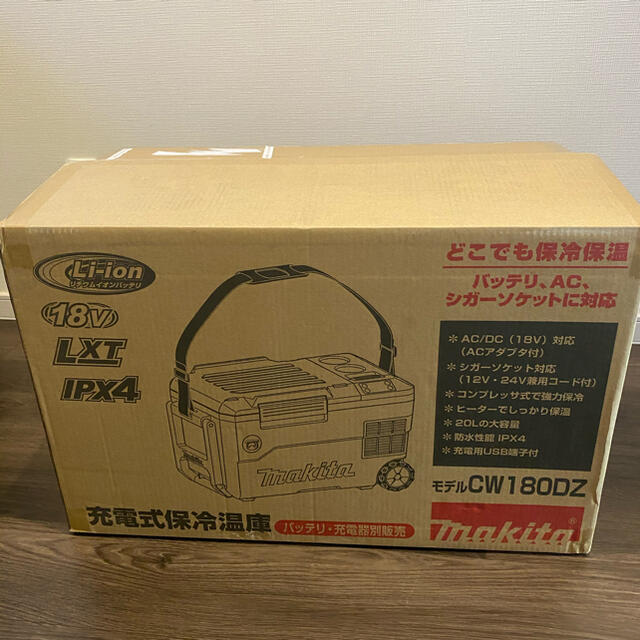 Li-ion
リチウムイオンバッテリ
18V
LXT
IPX4
どこでも保冷保温
バッテリ、AC、
シガーソケットに対応
＊AC/DC（18V）対応
（ACアダプタ付）
＊シガーソケット対応
（12V・24V兼用コード付）
＊コンプレッサ式で強力保冷
＊ヒーターでしっかり保温
＊20Lの大容量
＊防水性能 IPX4
＊充電用USB端子付
makita
モデルCW180DZ
充電式保冷温庫
バッテリ・充電器別販売
makita®